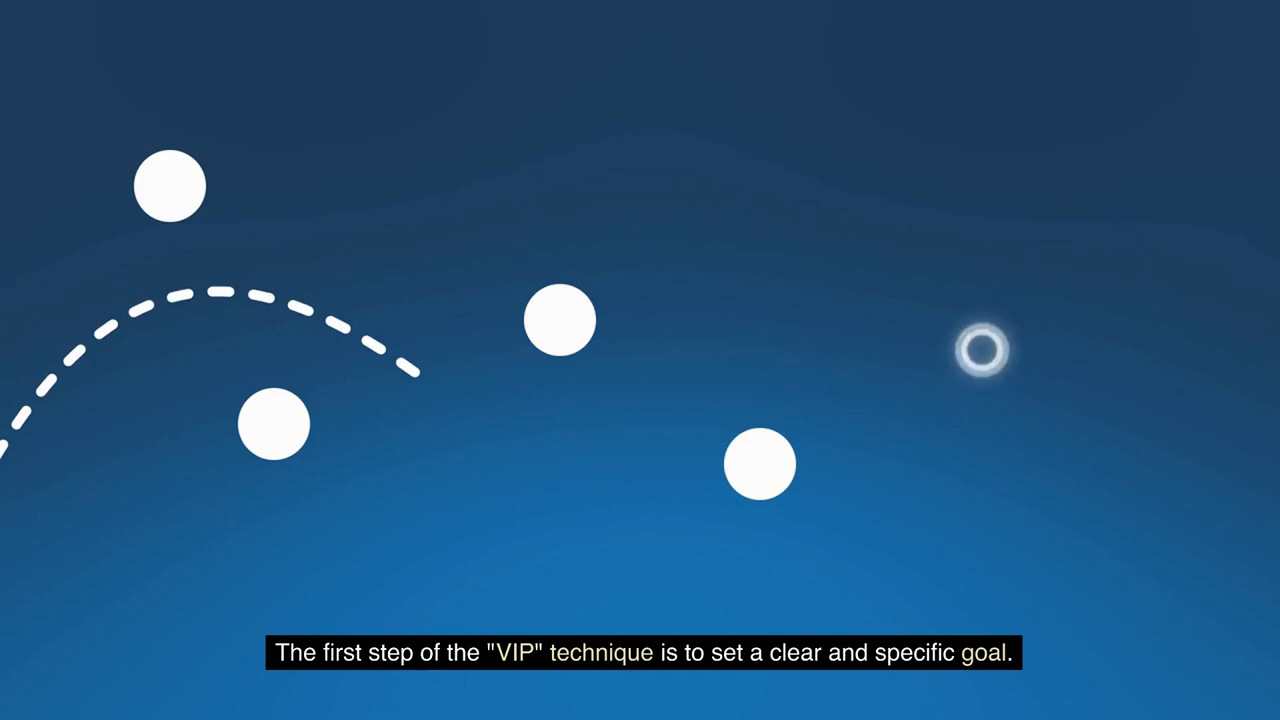 The first step of the "VIP" technique is to set a clear and specific goal.